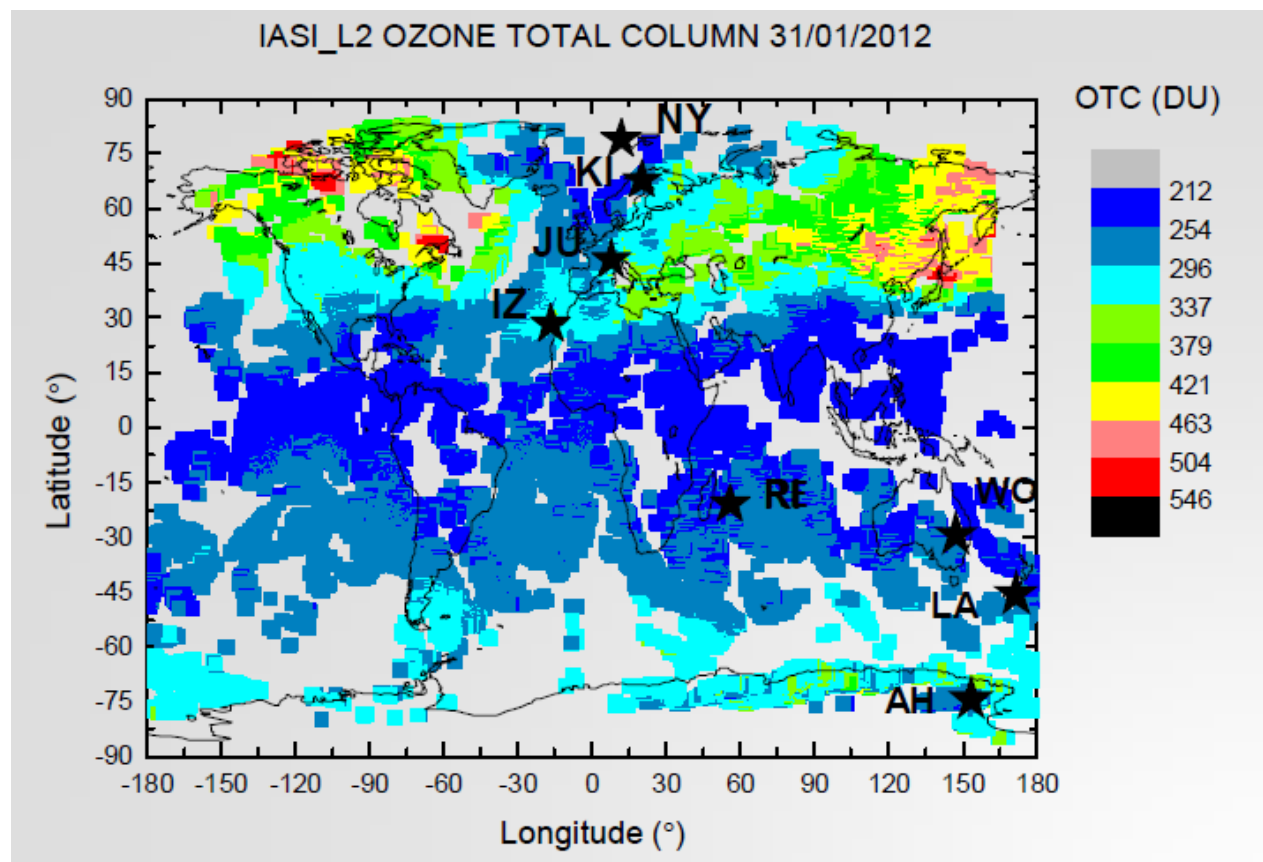 IASI_L2 OZONE TOTAL COLUMN 31/01/2012
OTC (DU)
212
254
296
337
379
421
463
504
546
90
75
60
45
30
15
0
-15
-30
-45
-60
-75
-90
Latitude (°)
NY
KI
JU
IZ
RE
WO
LA
AH
-180 -150 -120 -90 -60 -30 0 30 60 90 120 150 180
Longitude (°)